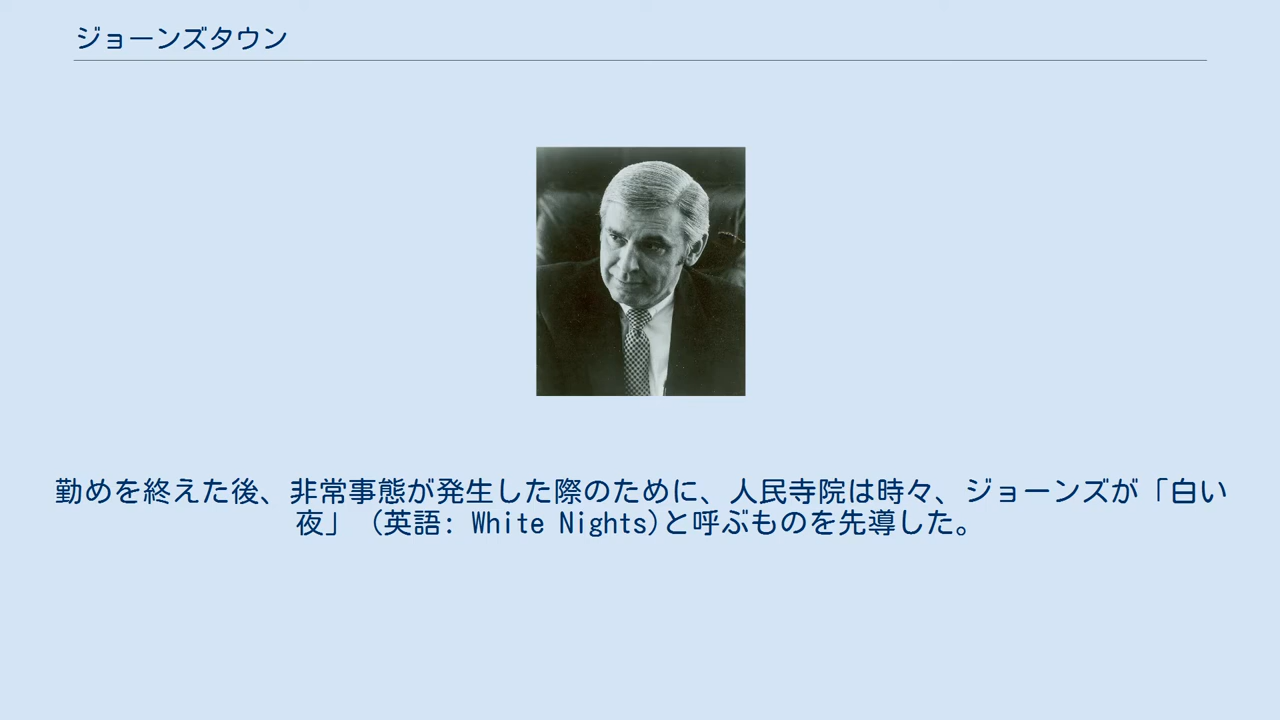 ジョーンズタウン
勤めを終えた後、非常事態が発生した際のために、人民寺院は時々、ジョーンズが「白い
夜」（英語: White Nights)と呼ぶものを先導した。